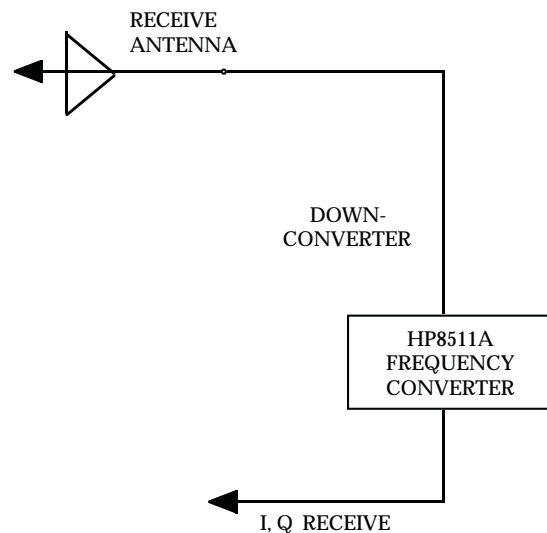 RECEIVE
ANTENNA
DOWN-
CONVERTER
HP8511A
FREQUENCY
CONVERTER
I, Q RECEIVE